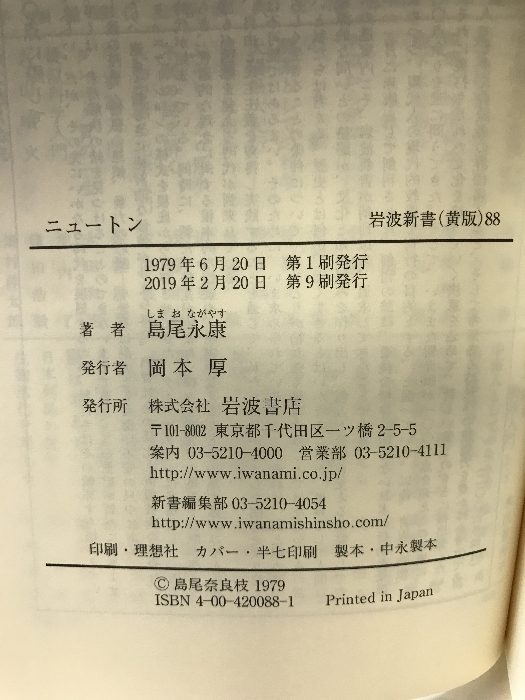 ニュートン 岩波新書(黄版)88
1979年6月20日 第1刷発行
2019年2月20日 第9刷発行
しま お ながやす
著者 島尾永康
発行者 岡本 厚
発行所 株式会社 岩波書店
〒101-8002 東京都千代田区一ツ橋2-5-5
案内 03-5210-4000 営業部 03-5210-4111
http://www.iwanami.co.jp/
新書編集部 03-5210-4054
http://www.iwanamishinsho.com/
印刷・理想社 カバー・半七印刷 製本・中永製本
© 島尾奈良枝 1979
ISBN 4-00-420088-1 Printed in Japan